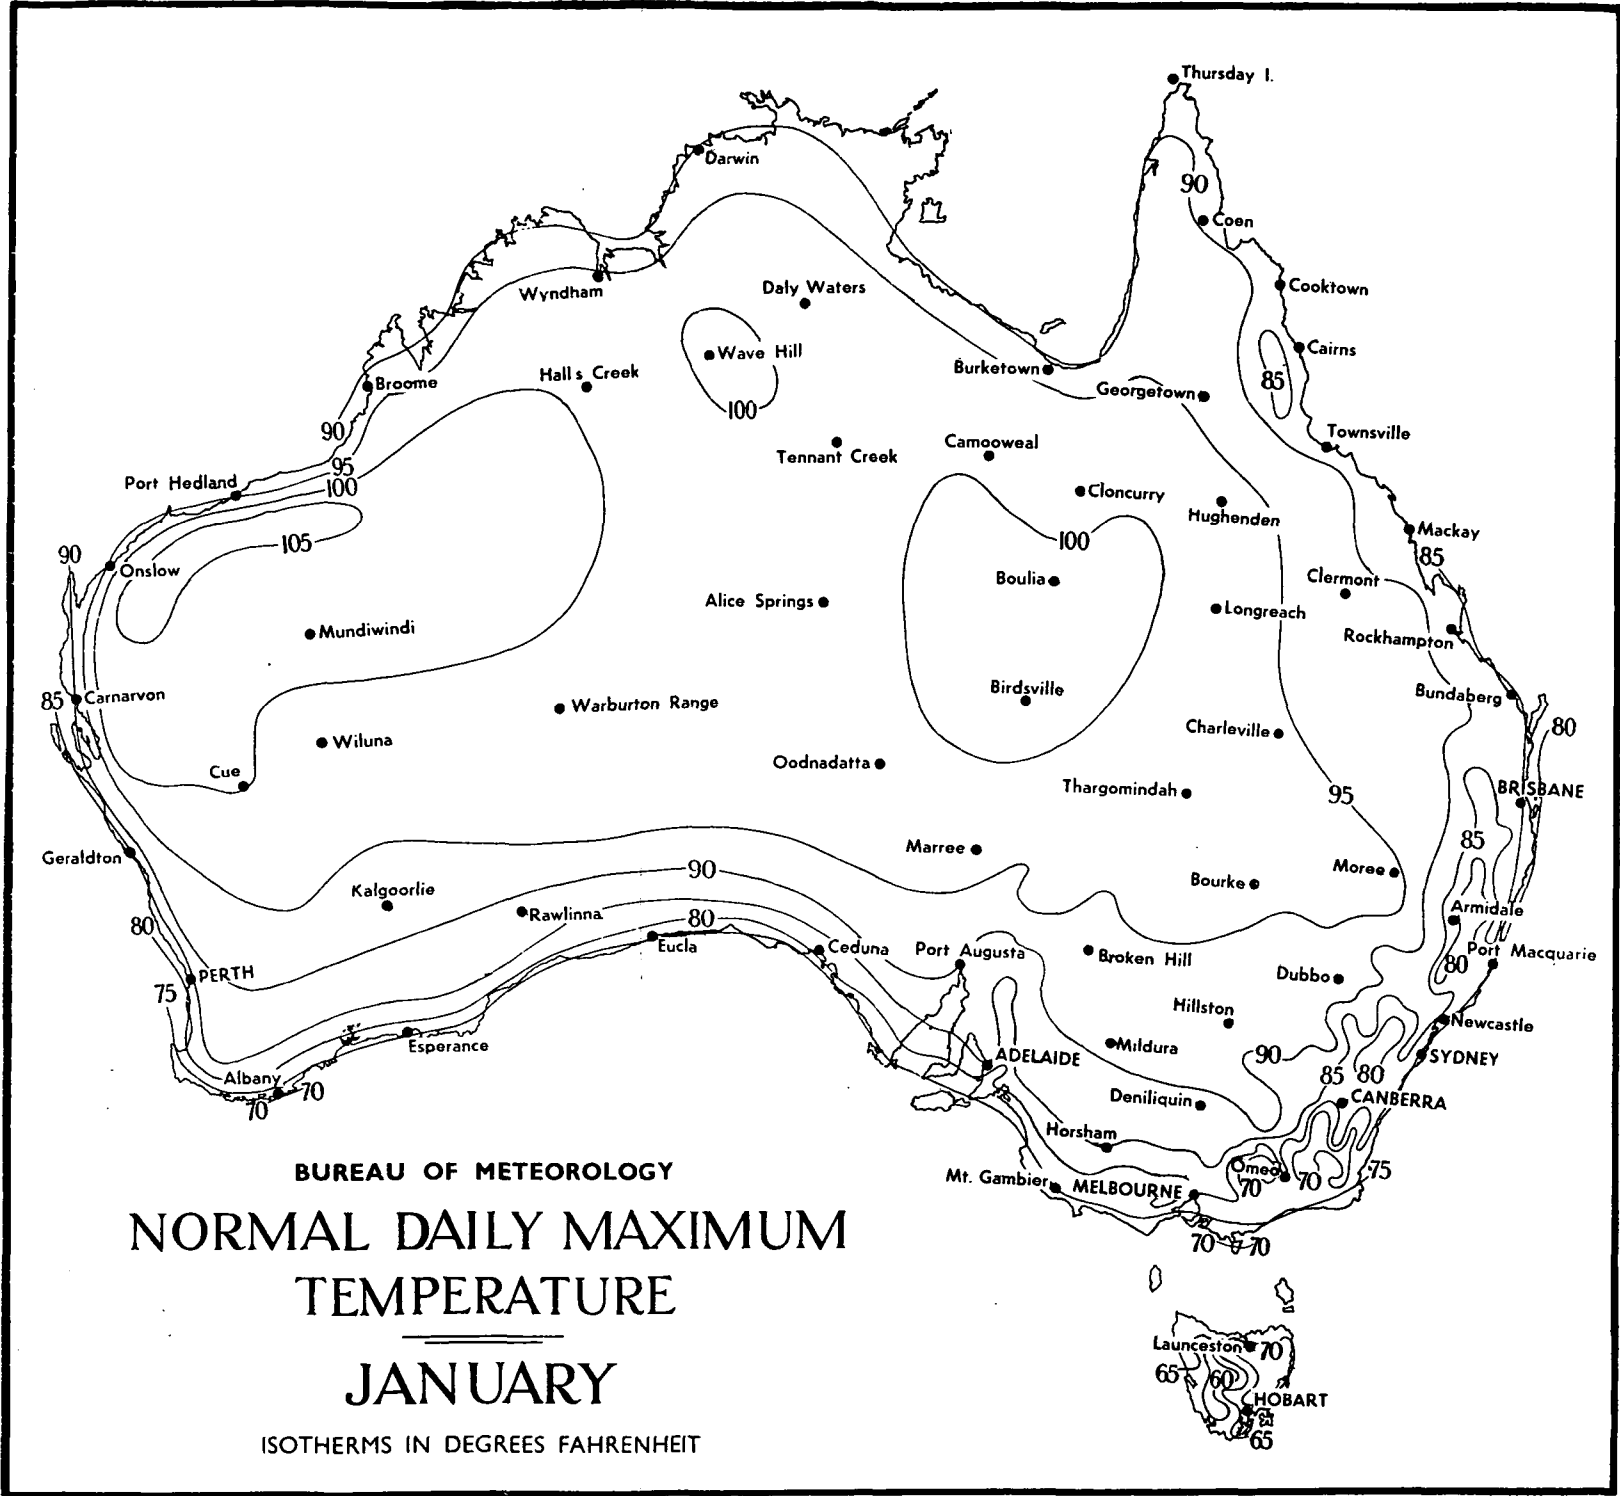 Thursday I.
Darwin
90
Coen
Wyndham
Daly Waters
Cooktown
Wave Hill
Cairns
Broome
Hall s Creek
Burketown
85
Georgetown
100
90
Townsville
Camooweal
Tennant Creek
95
Port Hedland
100
Cloncurry
Hughenden
Mackay
105
100
90
85
Onslow
Boulia
Clermont
Alice Springs
Longreach
Mundiwindi
Rockhampton
85
Carnarvon
Birdsville
Bundaberg
Warburton Range
80
Wiluna
Charleville
Cue
Oodnadatta
Thargomindah
95
BRISBANE
Geraldton
Marree
85
90
Moree
Kalgoorlie
Bourke
Rawlinna
80
Armidale
80
Eucla
Ceduna
Port Augusta
Broken Hill
80
Port Macquarie
PERTH
Dubbo
75
Hillston
Newcastle
Esperance
ADELAIDE
Mildura
90
SYDNEY
Albany
85
80
70
70
Deniliquin
CANBERRA
Horsham
Omeo
75
Mt. Gambier
MELBOURNE
70
70
70
70
BUREAU OF METEOROLOGY
NORMAL DAILY MAXIMUM
TEMPERATURE
JANUARY
ISOTHERMS IN DEGREES FAHRENHEIT
Launceston
70
65
60
HOBART
65